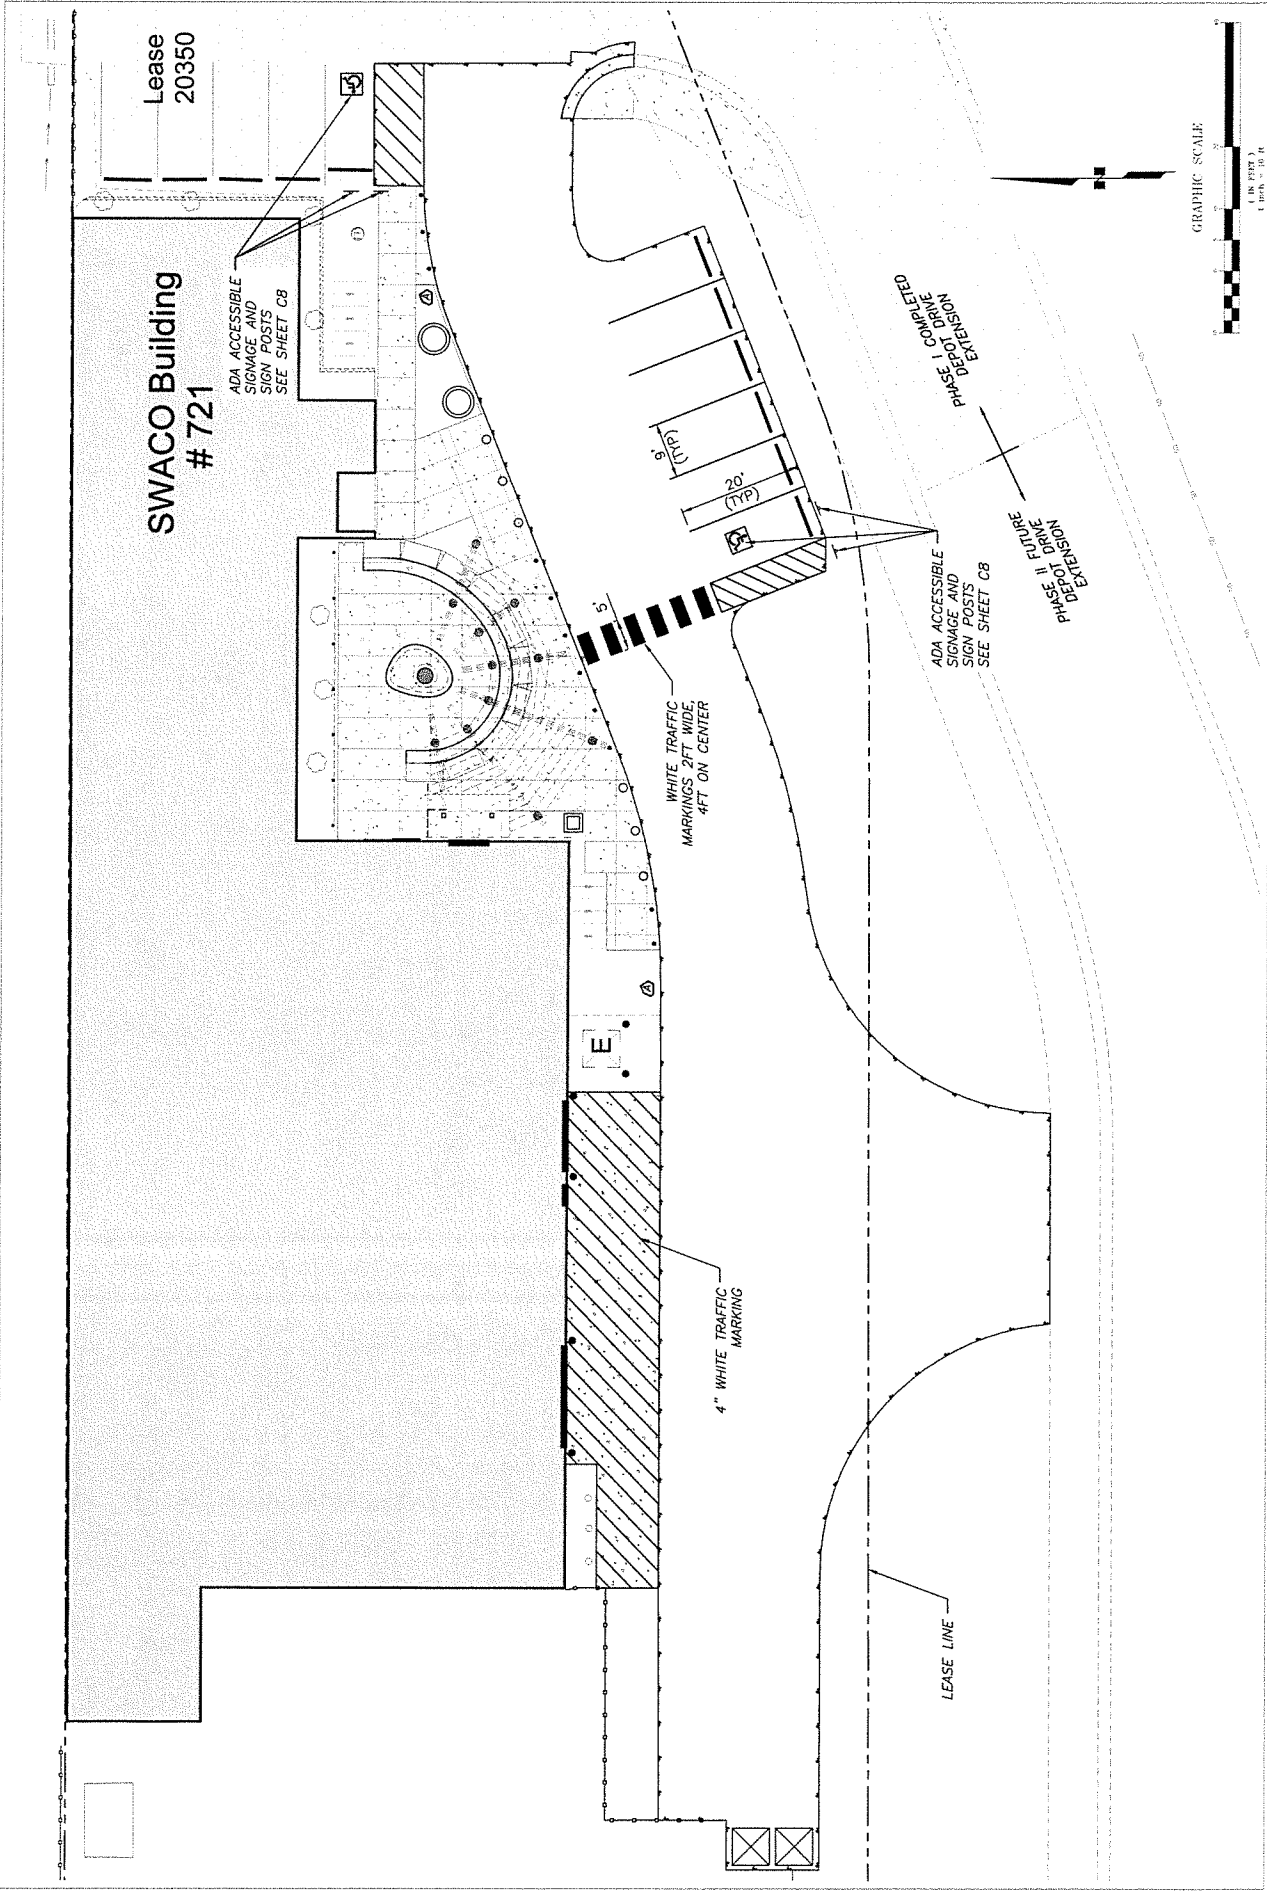 Lease
20350
SWACO Building
# 721
ADA ACCESSIBLE
SIGNAGE AND
SIGN POSTS
SEE SHEET C8
9'
(TYP)
20'
(TYP)
5'
WHITE TRAFFIC
MARKINGS 2FT WIDE,
4FT ON CENTER
ADA ACCESSIBLE
SIGNAGE AND
SIGN POSTS
SEE SHEET C8
PHASE I COMPLETED
DEPOT DRIVE
EXTENSION
PHASE II FUTURE
DEPOT DRIVE
EXTENSION
A
A
E
4" WHITE TRAFFIC
MARKING
LEASE LINE
N
GRAPHIC SCALE
( IN FEET )